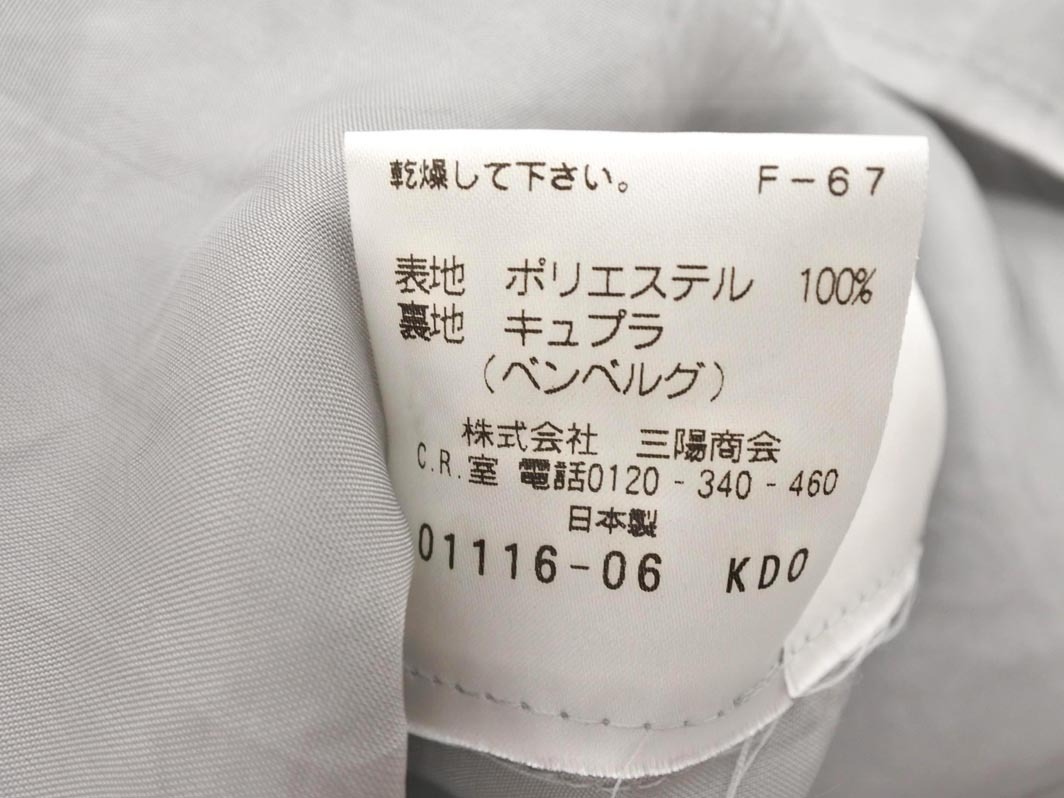 乾燥して下さい。 F-67
表地 ポリエステル 100%
裏地 キュプラ
(ベンベルグ)
株式会社 三陽商会
C.R.室 電話0120-340-460
日本製
01116-06 KDO